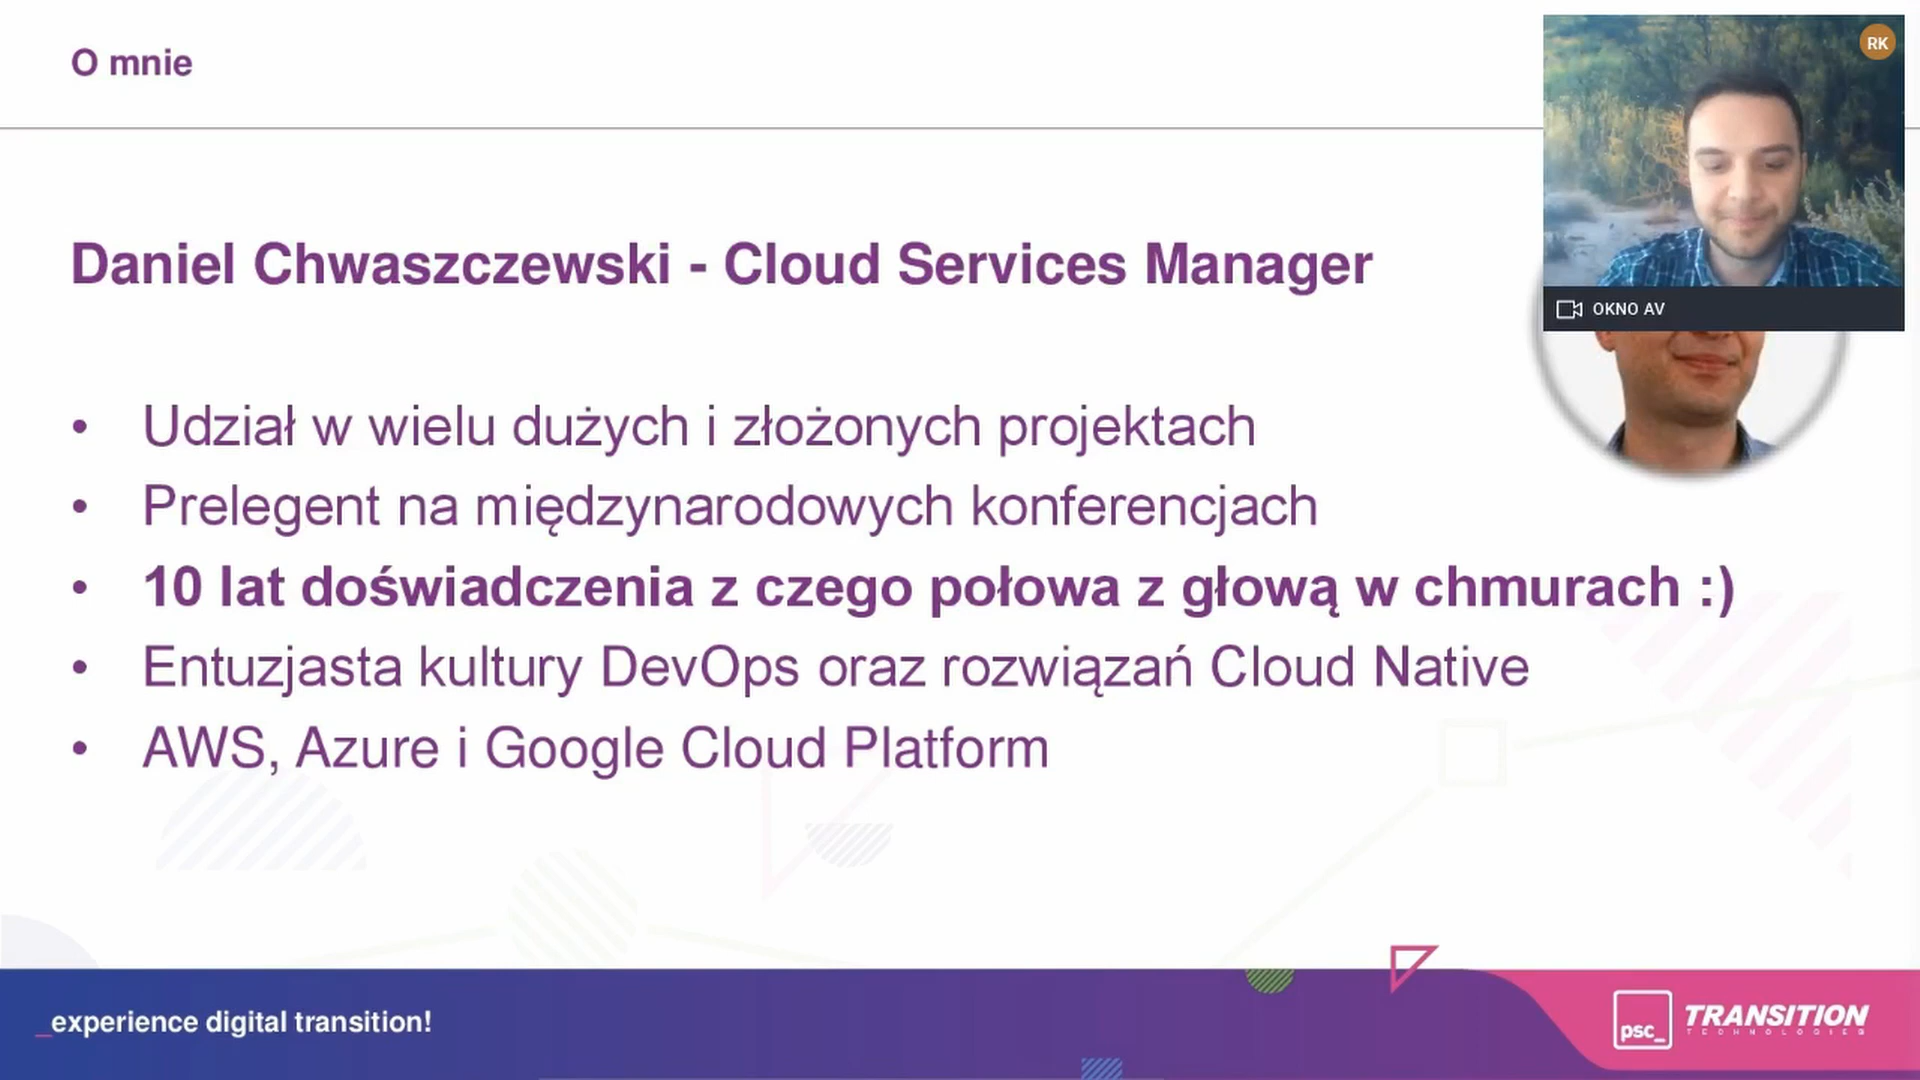 O mnie
RK
Daniel Chwaszczewski - Cloud Services Manager
OKNO AV
• Udział w wielu dużych i złożonych projektach
• Prelegent na międzynarodowych konferencjach
• 10 lat doświadczenia z czego połowa z głową w chmurach :)
• Entuzjasta kultury DevOps oraz rozwiązań Cloud Native
• AWS, Azure i Google Cloud Platform
_experience digital transition!
psc_
TRANSITION
TECHNOLOGIES